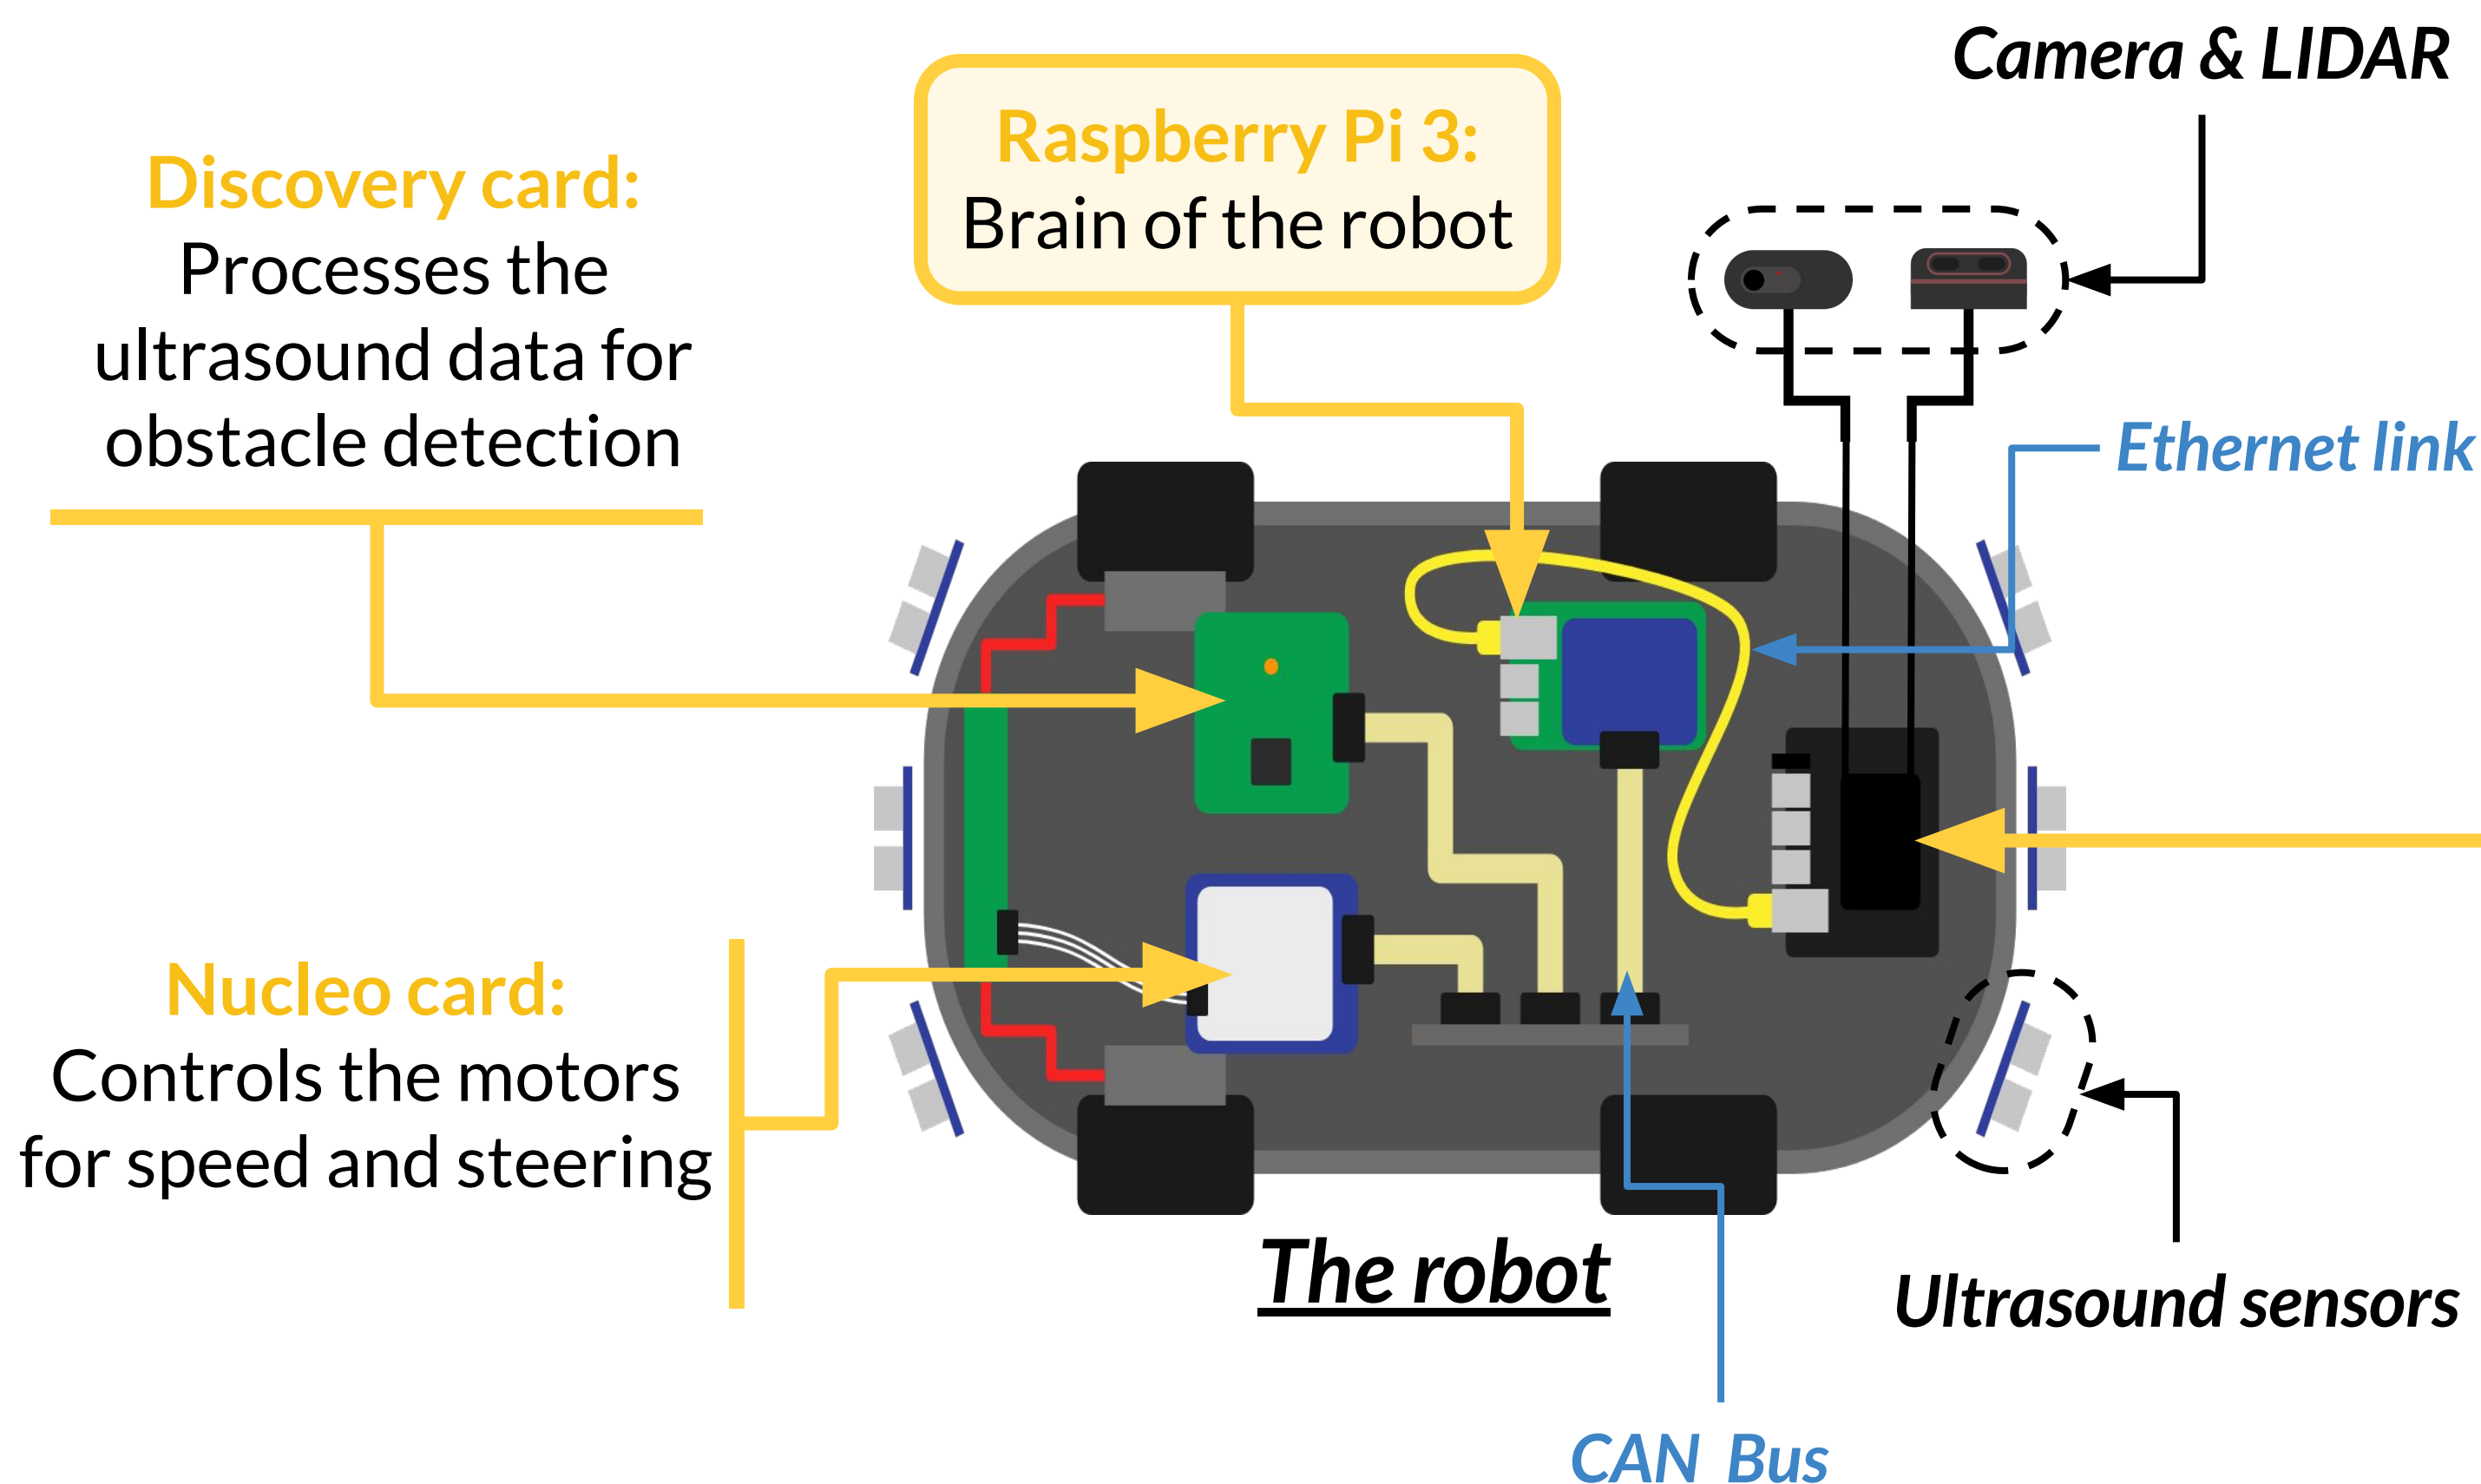 Camera & LIDAR
Raspberry Pi 3:
Brain of the robot
Discovery card:
Processes the
ultrasound data for
obstacle detection
Ethernet link
Nucleo card:
Controls the motors
for speed and steering
The robot
Ultrasound sensors
CAN Bus